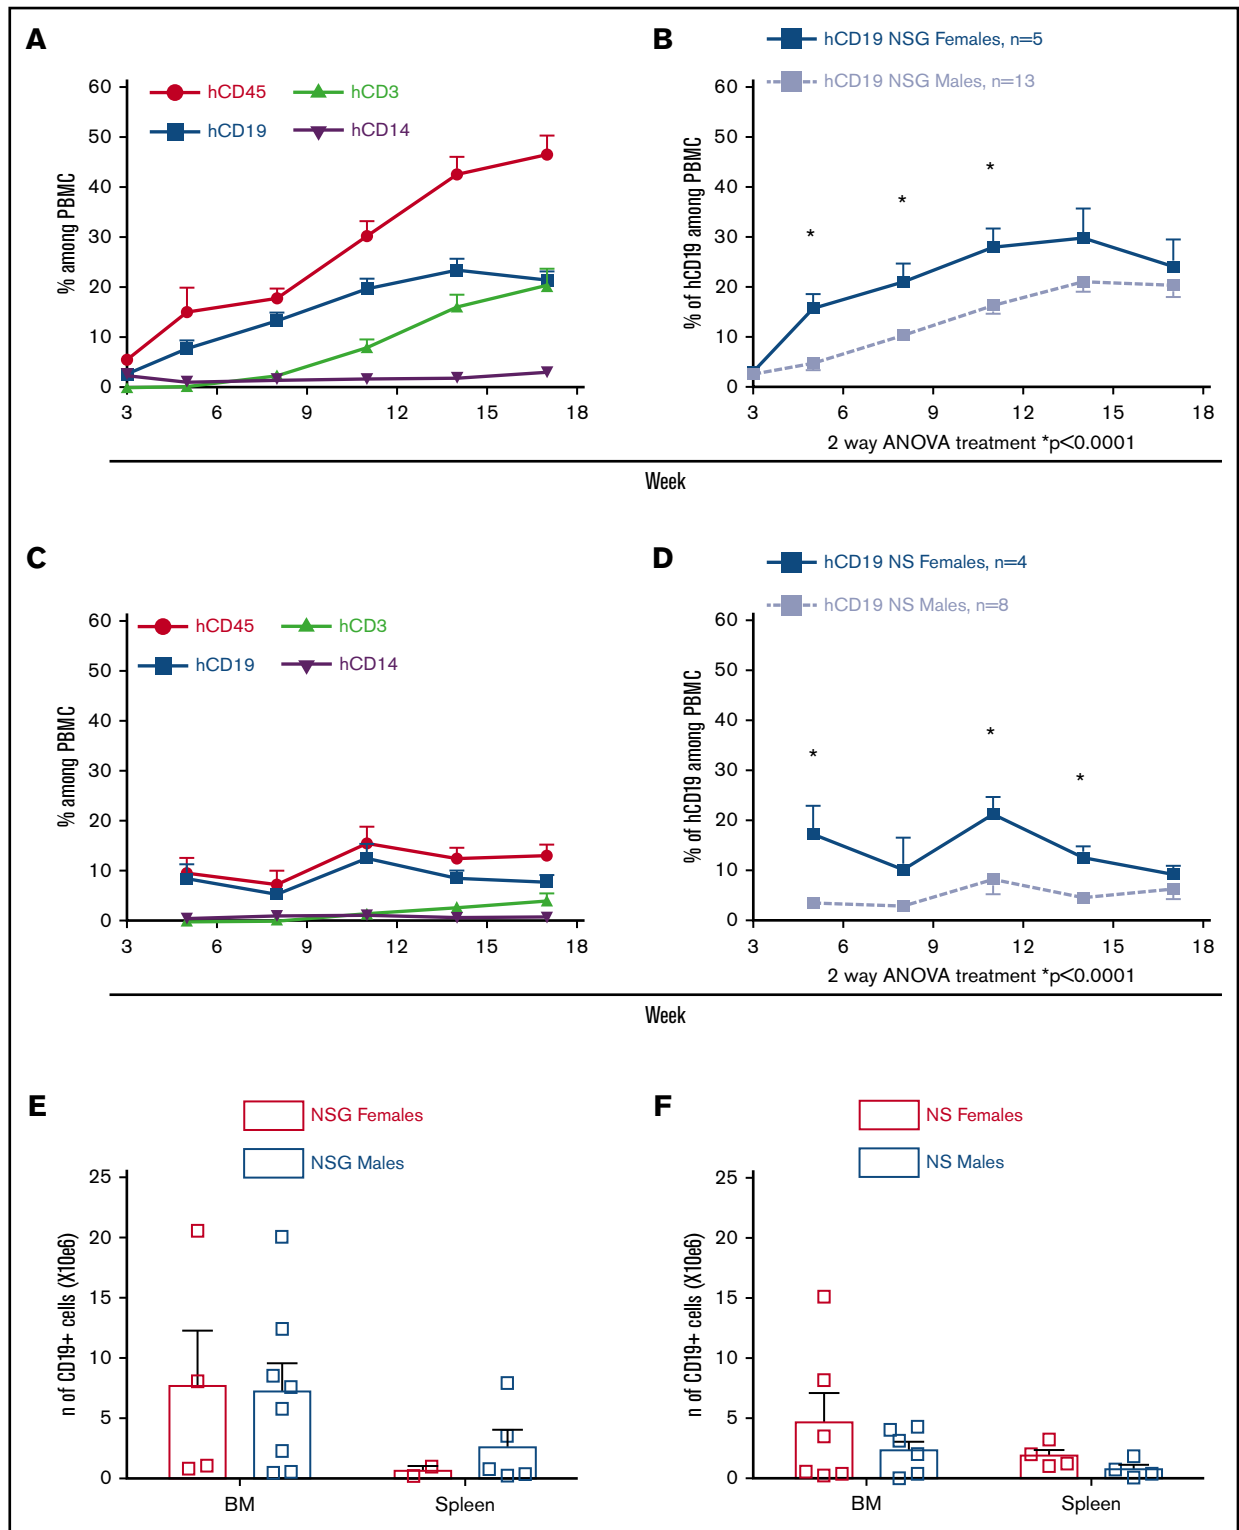 A
hCD45
hCD3
hCD19
hCD14
% among PBMC
60
50
40
30
20
10
0
3
6
9
12
15
18
B
hCD19 NSG Females, n=5
hCD19 NSG Males, n=13
% of hCD19 among PBMC
60
50
40
30
20
10
0
*
*
*
3
6
9
12
15
18
2 way ANOVA treatment *p<0.0001
Week
C
hCD45
hCD3
hCD19
hCD14
% among PBMC
60
50
40
30
20
10
0
3
6
9
12
15
18
D
hCD19 NS Females, n=4
hCD19 NS Males, n=8
% of hCD19 among PBMC
60
50
40
30
20
10
0
*
*
*
3
6
9
12
15
18
2 way ANOVA treatment *p<0.0001
Week
E
NSG Females
NSG Males
n of CD19+ cells (X10e6)
25
20
15
10
5
0
BM
Spleen
F
NS Females
NS Males
n of CD19+ cells (X10e6)
25
20
15
10
5
0
BM
Spleen